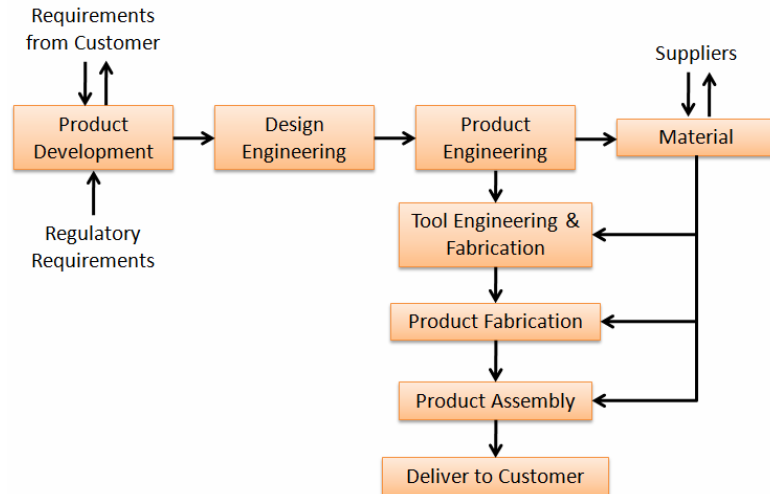 Requirements
from Customer
Suppliers
Product
Development
Design
Engineering
Product
Engineering
Material
Tool Engineering &
Fabrication
Regulatory
Requirements
Product Fabrication
Product Assembly
Deliver to Customer